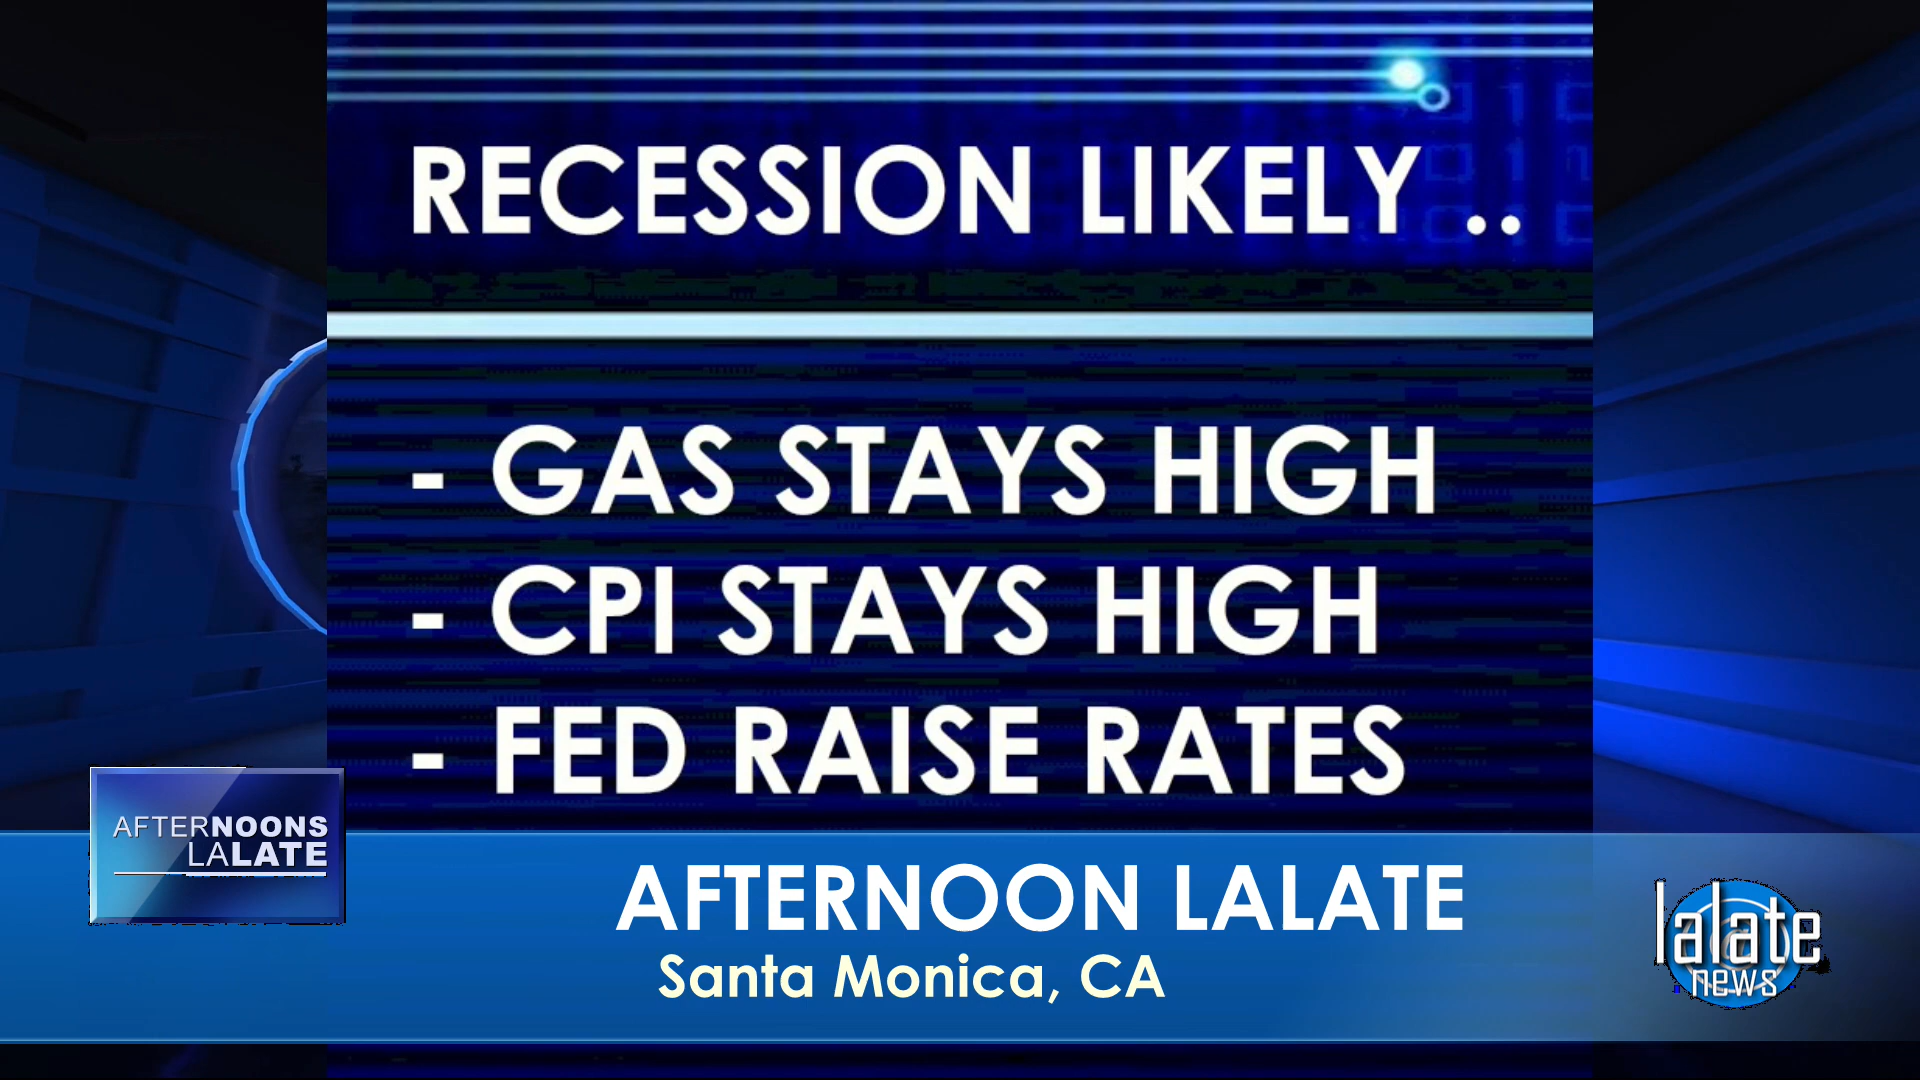 RECESSION LIKELY ..
- GAS STAYS HIGH
- CPI STAYS HIGH
- FED RAISE RATES
AFTERNOONS
LALATE
AFTERNOON LALATE
Santa Monica, CA
lalate
news